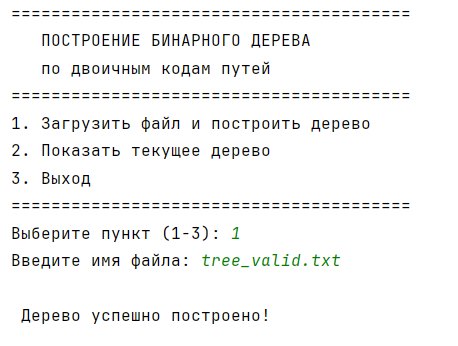 ========================================
ПОСТРОЕНИЕ БИНАРНОГО ДЕРЕВА
по двоичным кодам путей
========================================
1. Загрузить файл и построить дерево
2. Показать текущее дерево
3. Выход
========================================
Выберите пункт (1-3): 1
Введите имя файла: tree_valid.txt
Дерево успешно построено!